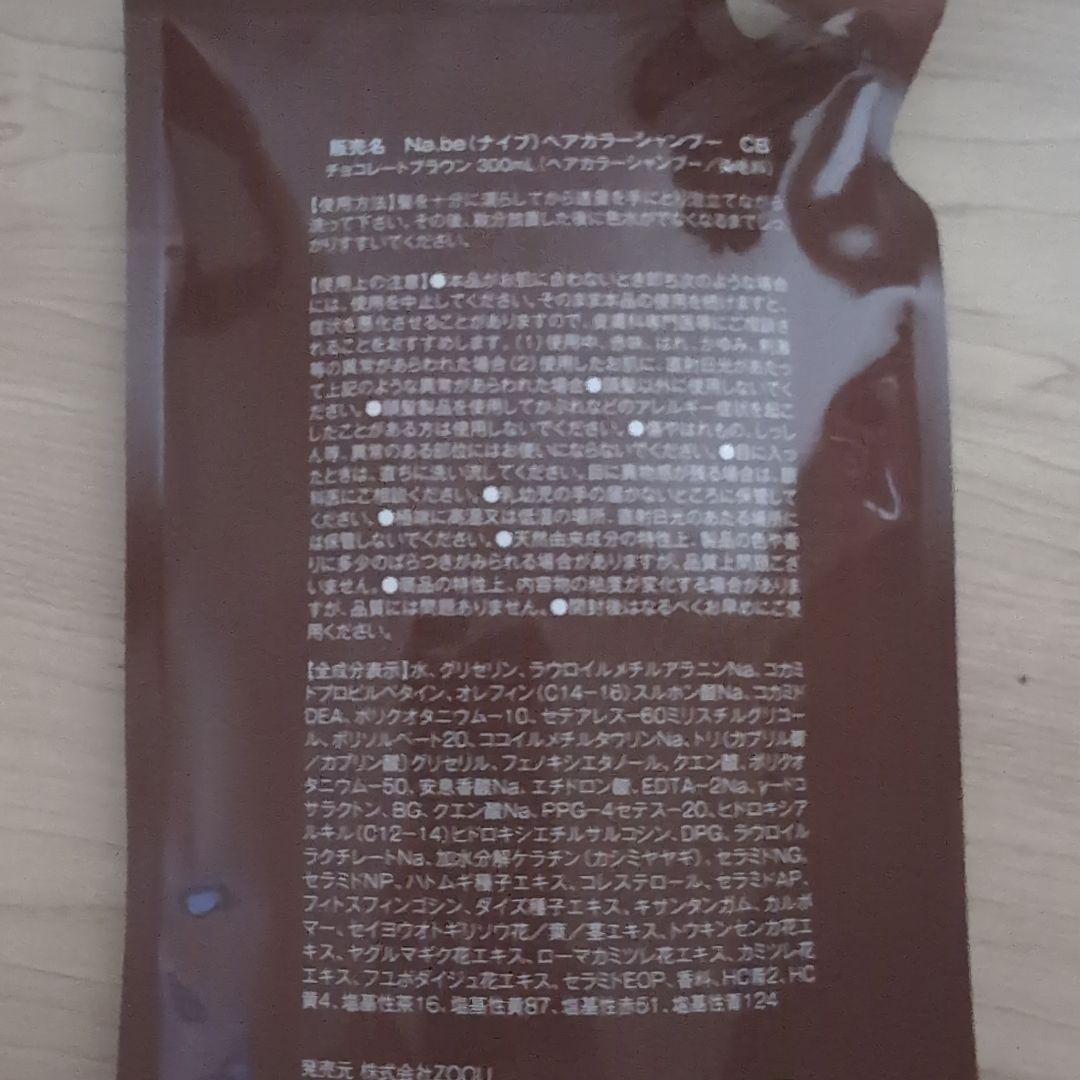 販売名 Na.be(ナイブ)ヘアカラーシャンプー CB
チョコレートブラウン 300mL(ヘアカラーシャンプー/染毛料)
【使用方法】髪を十分に濡らしてから適量を手にとり泡立てながら
洗って下さい。その後、数分放置した後に色水がでなくなるまでしっ
かりすすいでください。
【使用上の注意】●本品がお肌に合わないとき即ち次のような場合
には、使用を中止してください。そのまま本品の使用を続けますと、
症状を悪化させることがありますので、皮膚科専門医等にご相談さ
れることをおすすめします。(1)使用中、赤味、はれ、かゆみ、刺激
等の異常があらわれた場合(2)使用したお肌に、直射日光があたっ
て上記のような異常があらわれた場合●頭髪以外に使用しないでく
ださい。●頭髪製品を使用してかぶれなどのアレルギー症状を起こ
したことがある方は使用しないでください。●傷やはれもの、しっし
ん等、異常のある部位にはお使いにならないでください。●目に入っ
たときは、直ちに洗い流してください。目に異物感が残る場合は、眼
科医にご相談ください。●乳幼児の手の届かないところに保管して
ください。●極端に高温又は低温の場所、直射日光のあたる場所に
は保管しないでください。●天然由来成分の特性上、製品の色や香
りに多少のばらつきがみられる場合がありますが、品質上問題ござ
いません。●商品の特性上、内容物の粘度が変化する場合がありま
すが、品質には問題ありません。●開封後はなるべくお早めにご使
用ください。
【全成分表示】水、グリセリン、ラウロイルメチルアラニンNa、コカミ
ドプロピルベタイン、オレフィン(C14-16)スルホン酸Na、コカミド
DEA、ポリクオタニウム-10、セテアレス-60ミリスチルグリコー
ル、ポリソルベート20、ココイルメチルタウリンNa、トリ(カプリル酸
/カプリン酸)グリセリル、フェノキシエタノール、クエン酸、ポリクオ
タニウム-50、安息香酸Na、エチドロン酸、EDTA-2Na、γ-ドコ
サラクトン、BG、クエン酸Na、PPG-4セテス-20、ヒドロキシア
ルキル(C12-14)ヒドロキシエチルサルコシン、DPG、ラウロイル
ラクチレートNa、加水分解ケラチン(カシミヤヤギ)、セラミドNG、
セラミドNP、ハトムギ種子エキス、コレステロール、セラミドAP、
フィトスフィンゴシン、ダイズ種子エキス、キサンタンガム、カルボ
マー、セイヨウオトギリソウ花/葉/茎エキス、トウキンセンカ花エ
キス、ヤグルマギク花エキス、ローマカミツレ花エキス、カミツレ花
エキス、フユボダイジュ花エキス、セラミドEOP、香料、HC青2、HC
黄4、塩基性茶16、塩基性黄87、塩基性赤51、塩基性青124
発売元 株式会社ZOOU